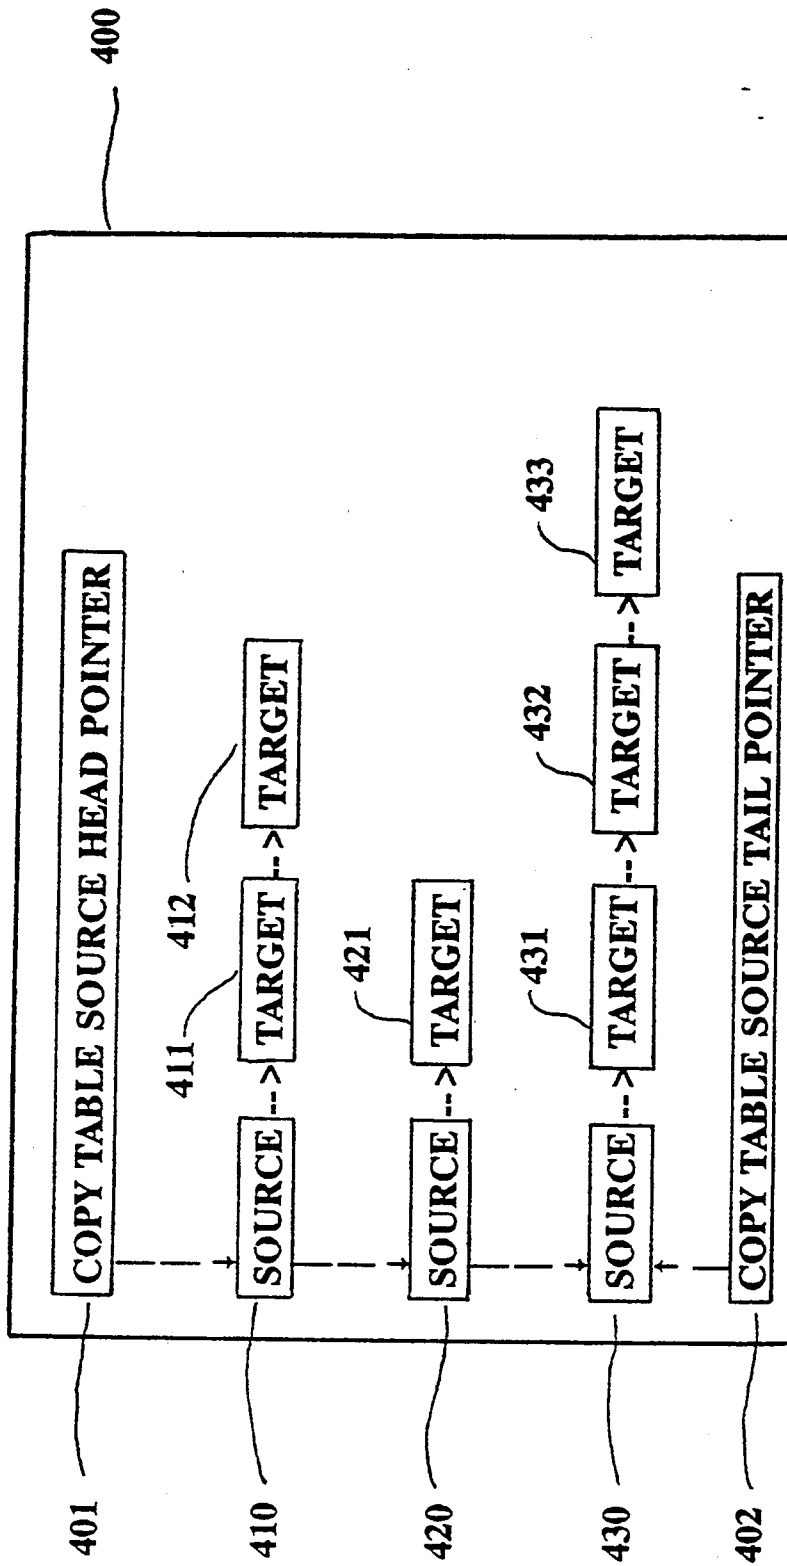 400
401 COPY TABLE SOURCE HEAD POINTER
411 412
410 SOURCE --> TARGET --> TARGET
421
420 SOURCE --> TARGET
431 432 433
430 SOURCE --> TARGET --> TARGET --> TARGET
402 COPY TABLE SOURCE TAIL POINTER